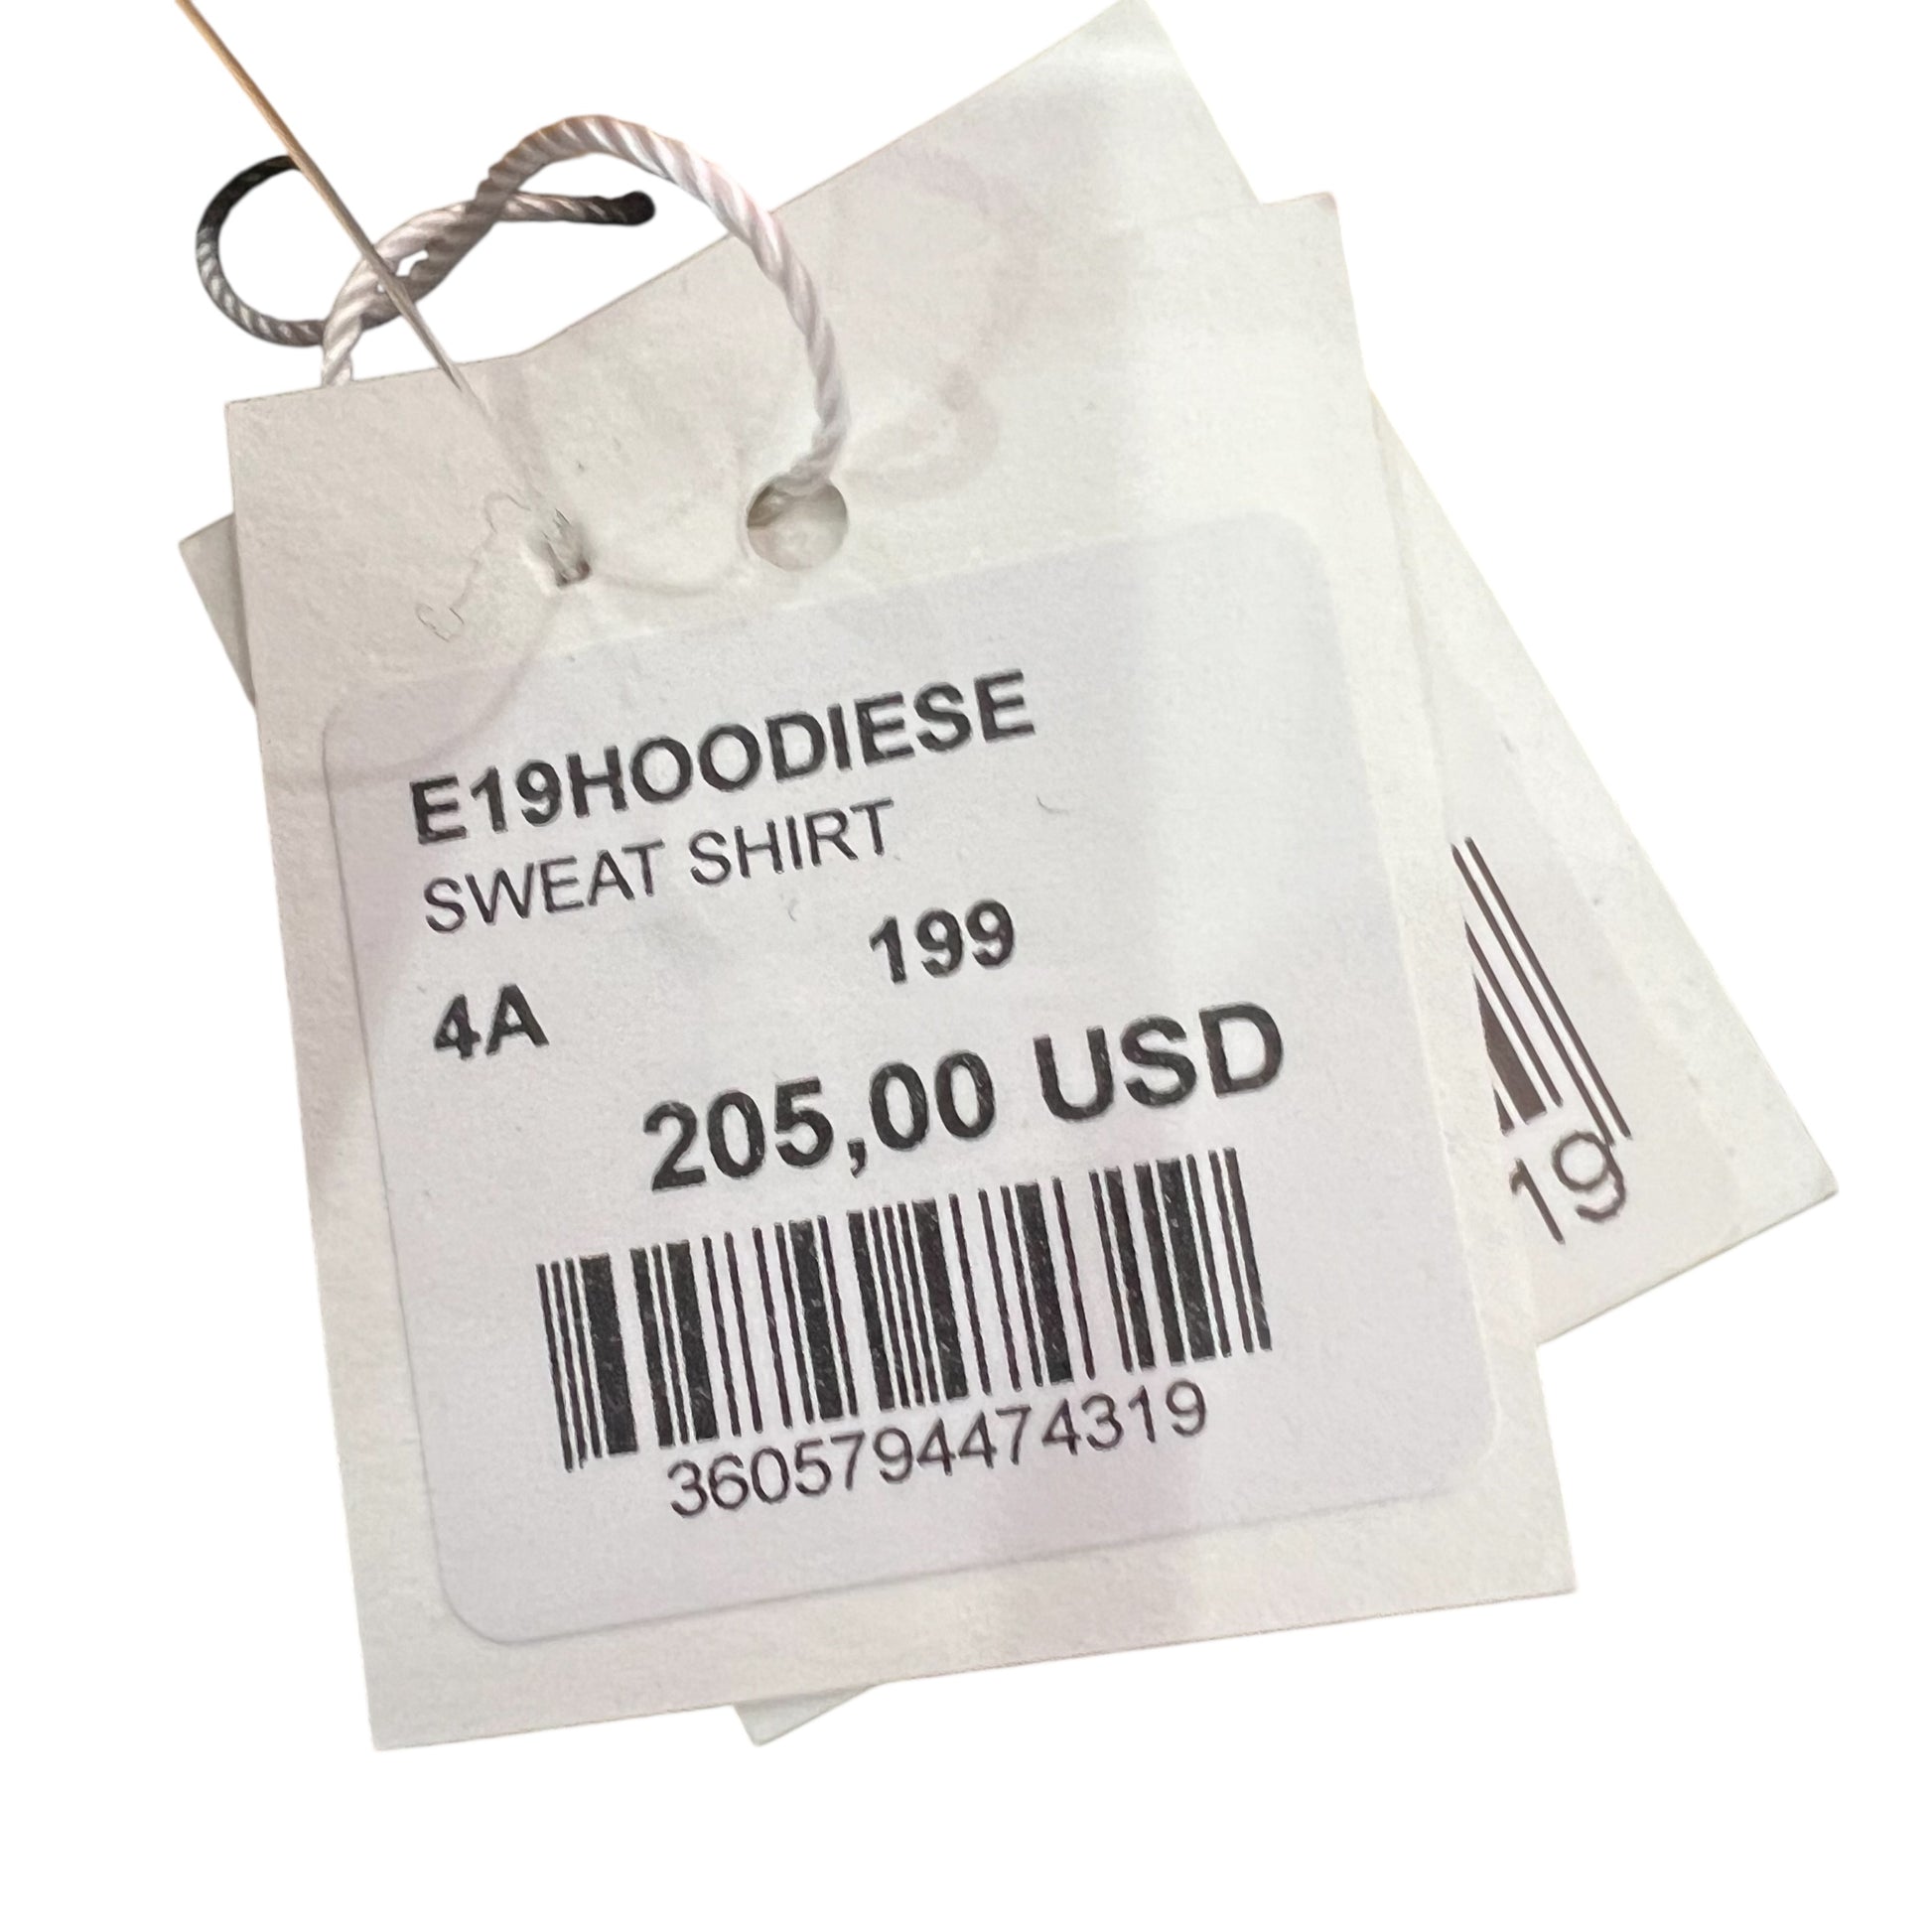 E19HOODIESE
SWEAT SHIRT
199
4A
205,00 USD
3605794474319
19